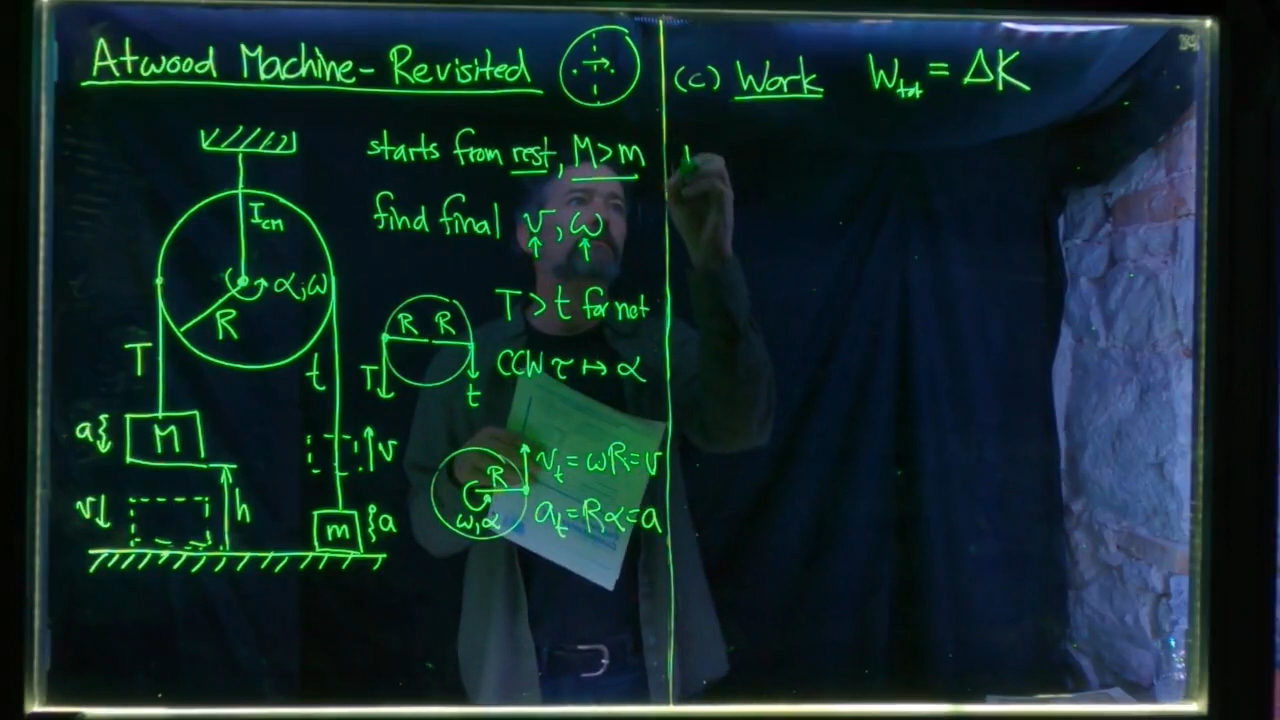 Atwood Machine - Revisited
starts from rest, M > m
find final v, ω
I_cm
α, ω
R
T
t
M
m
a
v
h
v
a
R R
T
t
T > t for net
CCW τ ↦ α
R
ω, α
v_t = ωR = v
a_t = Rα = a
(c) Work W_tot = ΔK